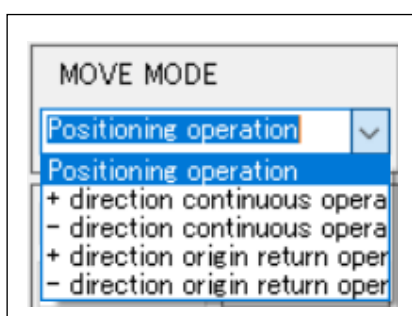 MOVE MODE
Positioning operation
Positioning operation
+ direction continuous opera
- direction continuous opera
+ direction origin return oper
- direction origin return oper